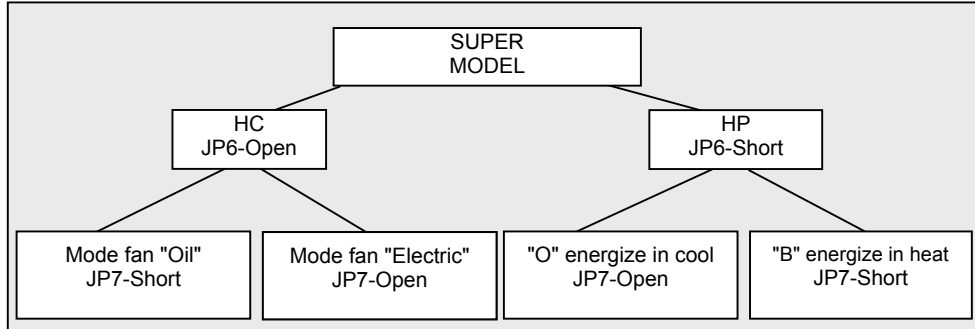 SUPER
MODEL
HC
JP6-Open
HP
JP6-Short
Mode fan "Oil"
JP7-Short
Mode fan "Electric"
JP7-Open
"O" energize in cool
JP7-Open
"B" energize in heat
JP7-Short